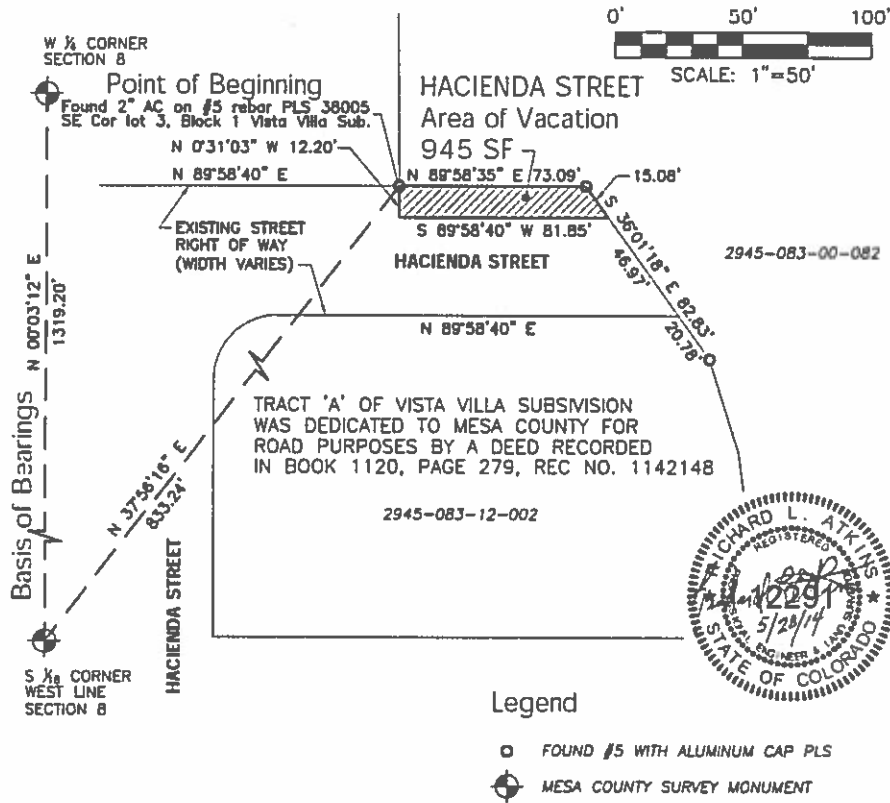 0' 50' 100'
SCALE: 1"=50'
W ¼ CORNER
SECTION 8
Point of Beginning
Found 2" AC on #5 rebar PLS 38005
SE Cor lot 3, Block 1 Vista Villa Sub.
HACIENDA STREET
Area of Vacation
945 SF
N 0°31'03" W 12.20'
N 89°58'40" E
N 89°58'35" E 73.09'
15.08'
EXISTING STREET
RIGHT OF WAY
(WIDTH VARIES)
S 89°58'40" W 81.85'
HACIENDA STREET
S 36°01'18" E 82.83'
46.97'
20.78'
2945-083-00-082
N 89°58'40" E
Basis of Bearings
N 00°03'12" E
1319.20'
TRACT 'A' OF VISTA VILLA SUBSIVISION
WAS DEDICATED TO MESA COUNTY FOR
ROAD PURPOSES BY A DEED RECORDED
IN BOOK 1120, PAGE 279, REC NO. 1142148
2945-083-12-002
N 37°58'16" E
833.24'
HACIENDA STREET
RICHARD L. ATKINS
REGISTERED
12291
5/28/14
PROFESSIONAL ENGINEER & LAND SURVEYOR
STATE OF COLORADO
S ⅟₁₆ CORNER
WEST LINE
SECTION 8
Legend
FOUND #5 WITH ALUMINUM CAP PLS
MESA COUNTY SURVEY MONUMENT